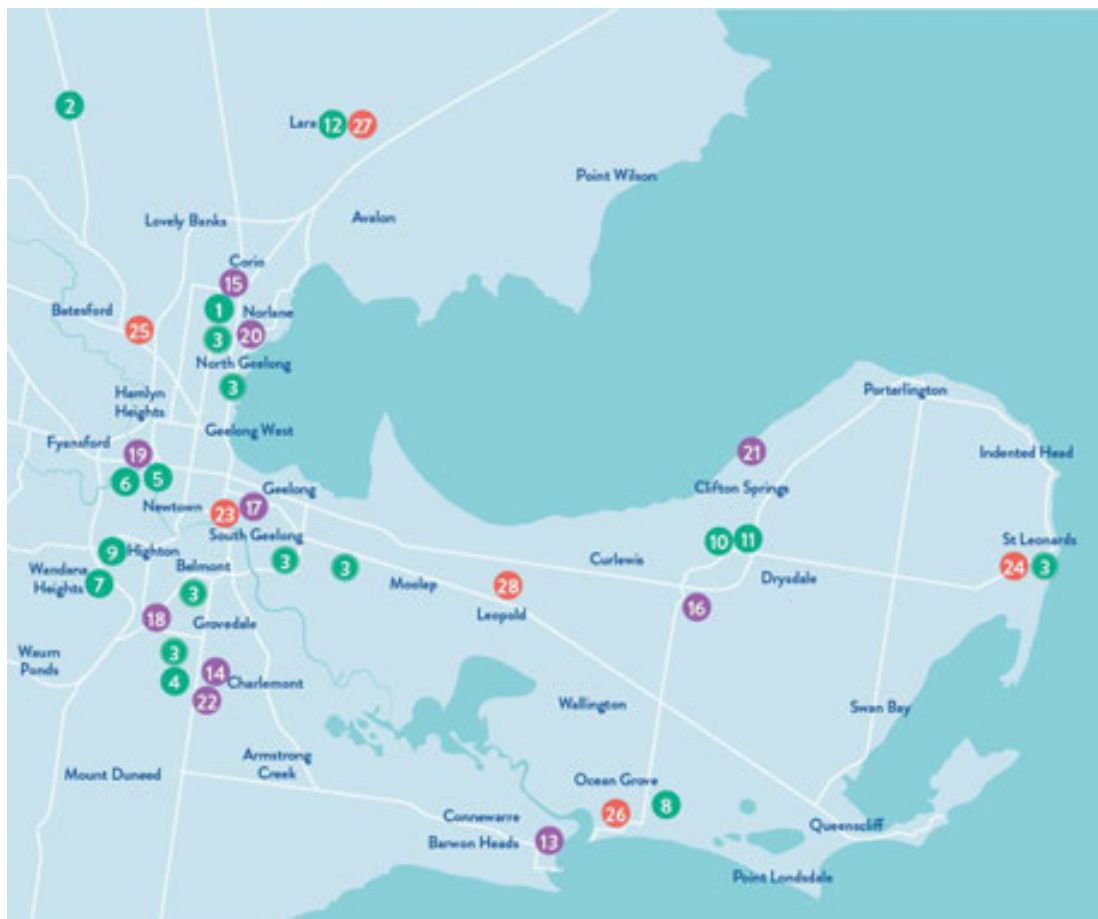 2
Lara 12 27
Point Wilson
Lovely Banks
Avalon
Corio
15
1
Norlane
Batesford
25
3
20
North Geelong
3
Hamlyn
Heights
Portarlington
Geelong West
Fyansford
19
21
Indented Head
6
5
Clifton Springs
Geelong
Newtown
23
17
South Geelong
10
11
St Leonards
9
Highton
Curlewis
24
3
Wandana
Heights
7
Belmont
3
3
Moolap
28
Drysdale
3
Leopold
16
18
Grovedale
Waurn
Ponds
3
4
14
Charlemont
22
Wallington
Swan Bay
Armstrong
Creek
Mount Duneed
Ocean Grove
8
26
Connewarre
Queenscliff
Barwon Heads
13
Point Lonsdale